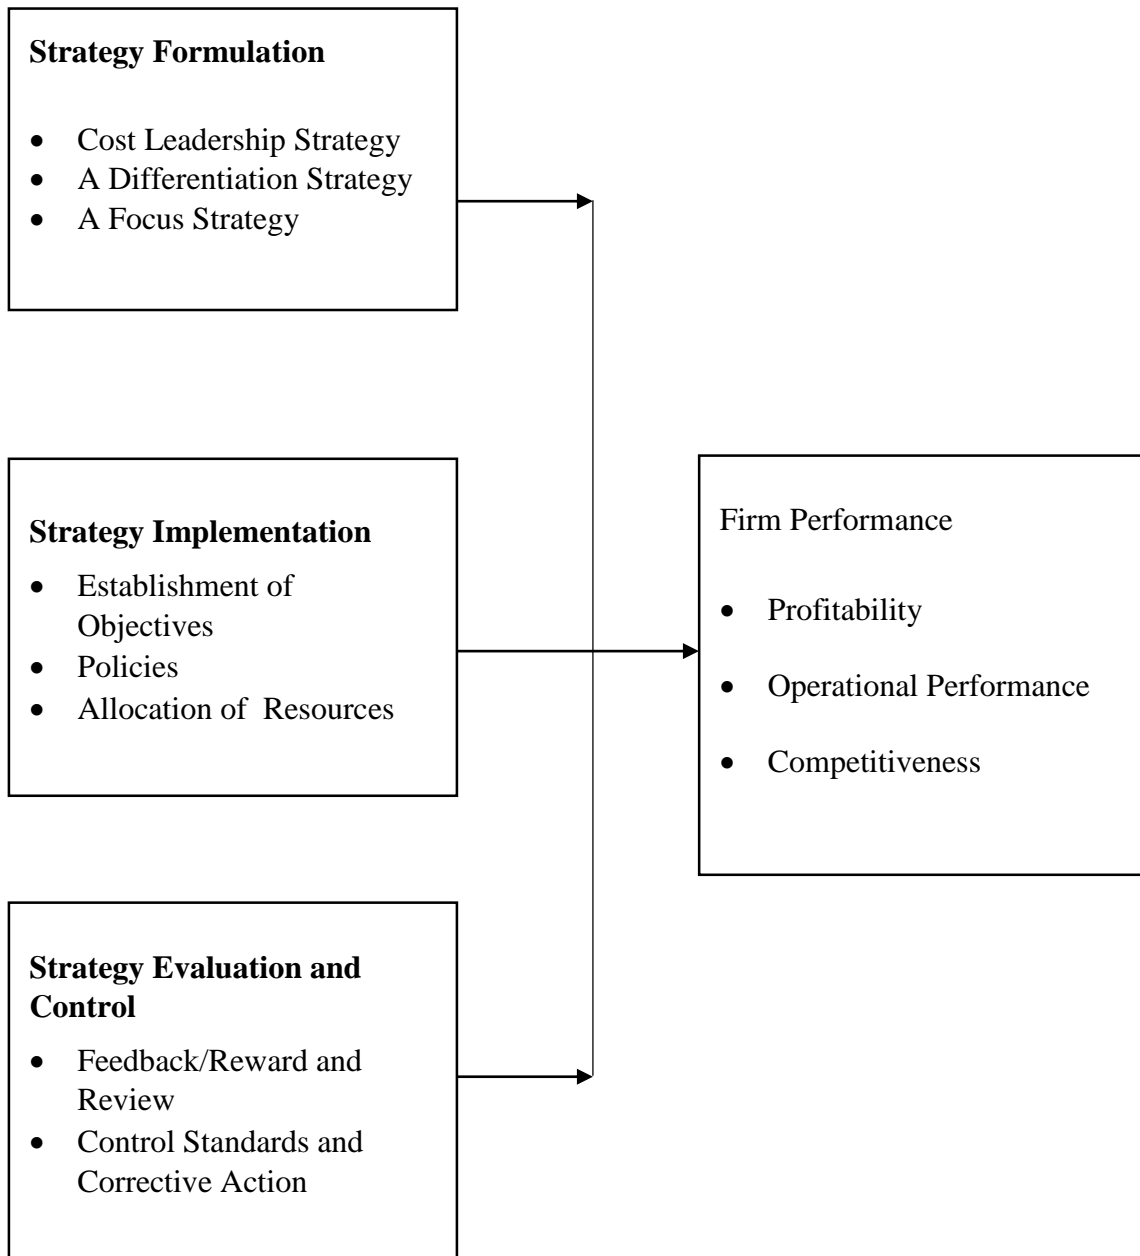 Strategy Formulation
• Cost Leadership Strategy
• A Differentiation Strategy
• A Focus Strategy
Strategy Implementation
• Establishment of
Objectives
• Policies
• Allocation of  Resources
Firm Performance
• Profitability
• Operational Performance
• Competitiveness
Strategy Evaluation and
Control
• Feedback/Reward and
Review
• Control Standards and
Corrective Action